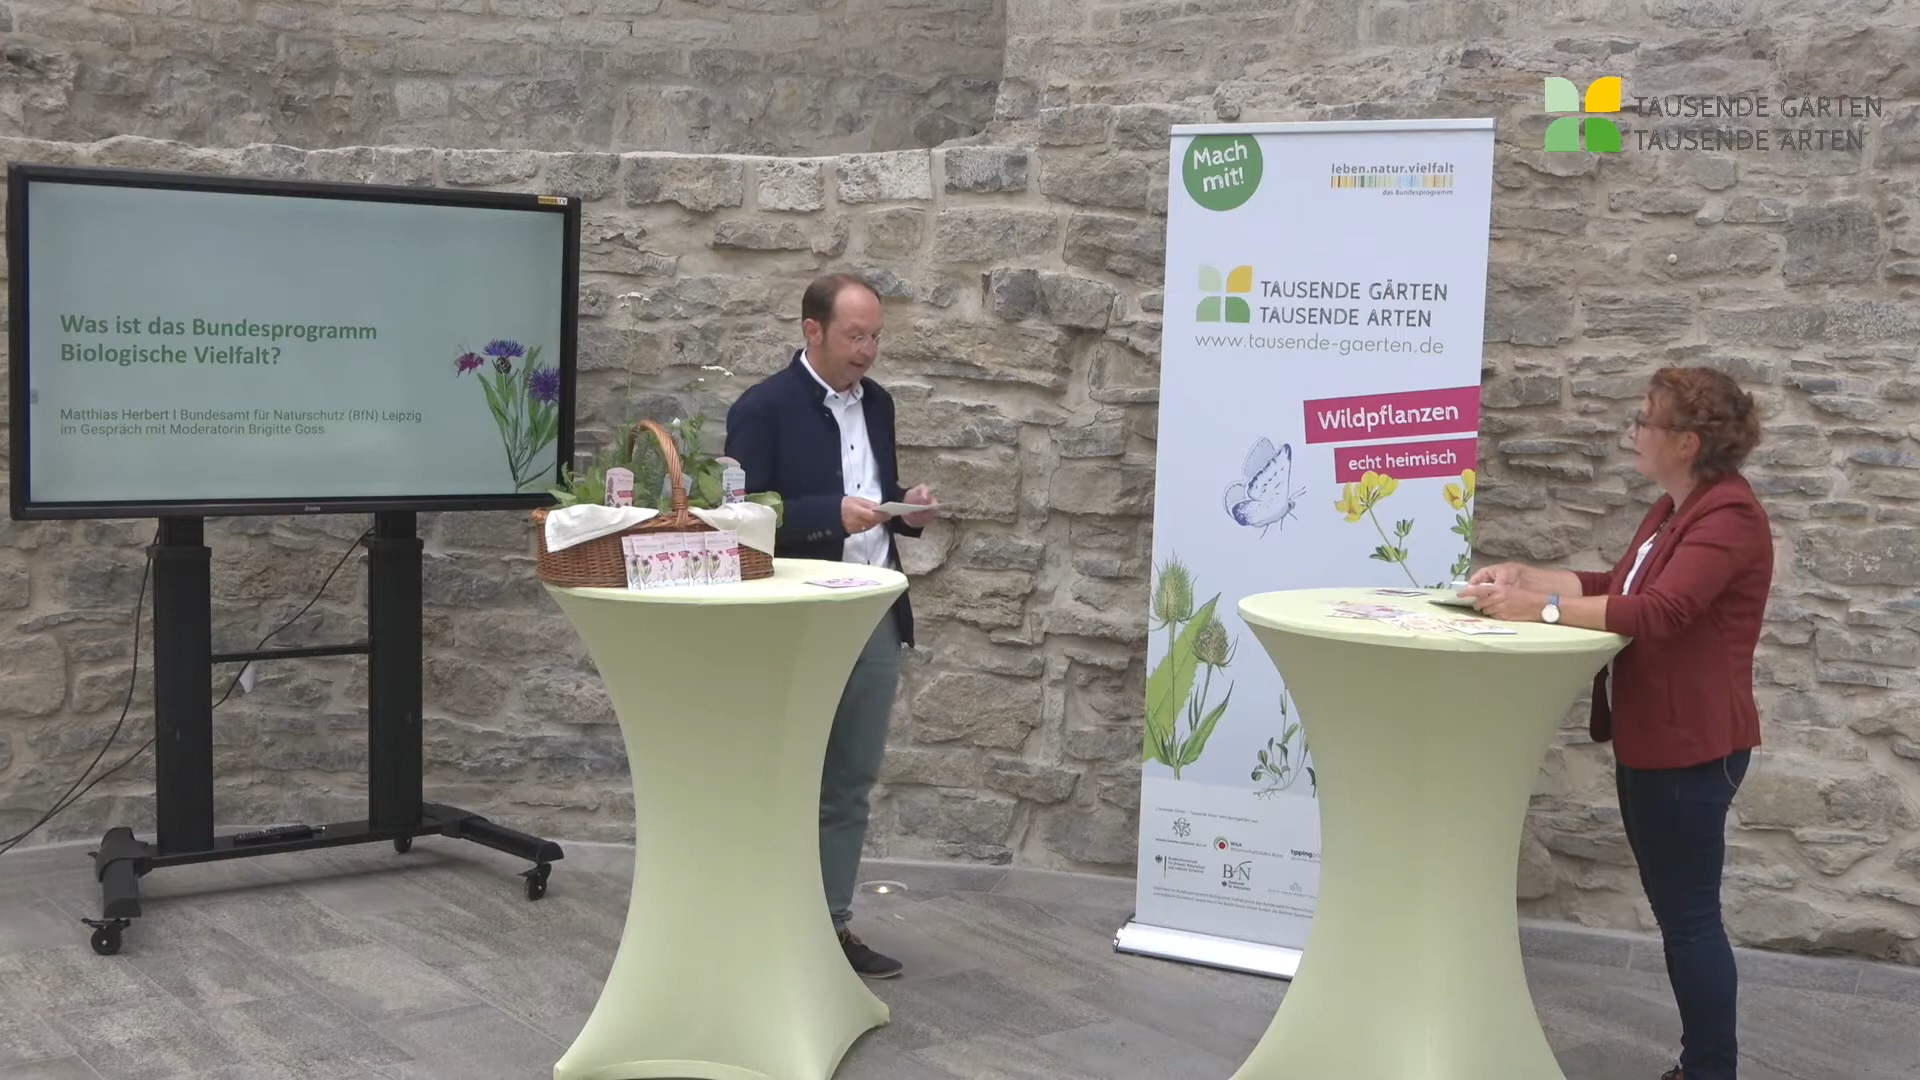 TAUSENDE GÄRTEN
TAUSENDE ARTEN
Was ist das Bundesprogramm
Biologische Vielfalt?
Matthias Herbert I Bundesamt für Naturschutz (BfN) Leipzig
im Gespräch mit Moderatorin Brigitte Goss
Mach
mit!
leben.natur.vielfalt
das Bundesprogramm
TAUSENDE GÄRTEN
TAUSENDE ARTEN
www.tausende-gaerten.de
Wildpflanzen
echt heimisch
WILA
BfN